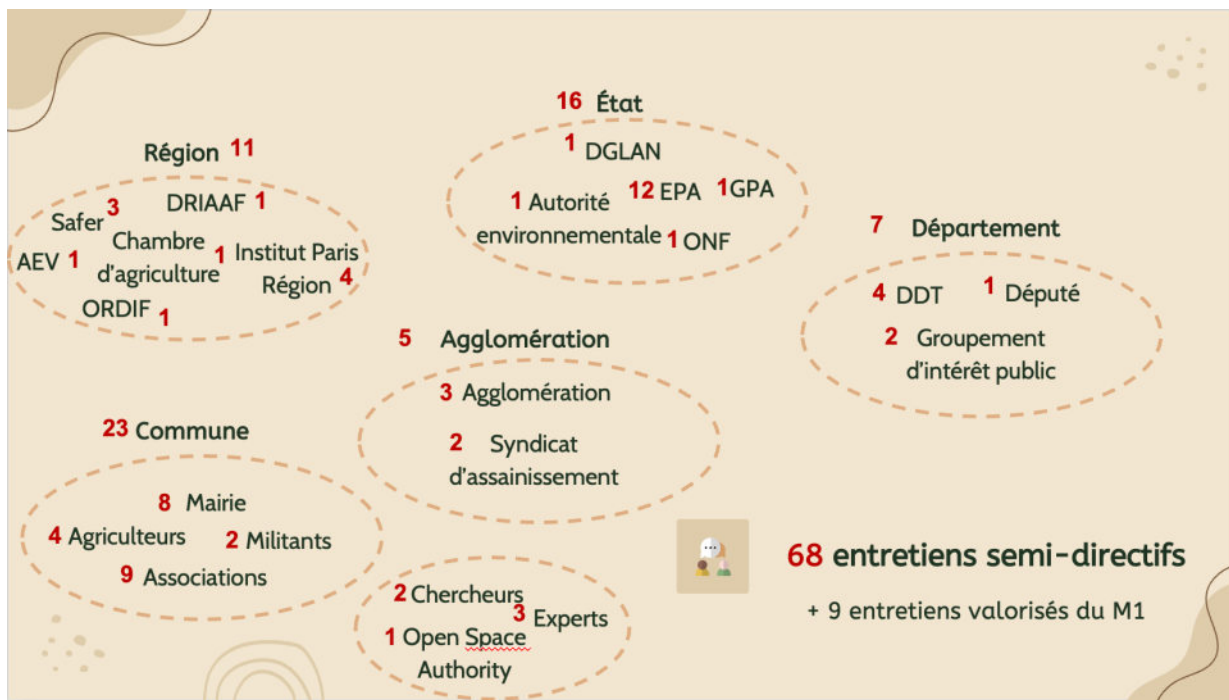 16 État
1 DGLAN
1 Autorité
environnementale
12 EPA
1 GPA
1 ONF
Région 11
Safer 3
DRIAAF 1
AEV 1
Chambre
d'agriculture 1
Institut Paris
Région 4
ORDIF 1
7 Département
4 DDT
1 Député
2 Groupement
d'intérêt public
5 Agglomération
3 Agglomération
2 Syndicat
d'assainissement
23 Commune
8 Mairie
4 Agriculteurs
2 Militants
9 Associations
2 Chercheurs
3 Experts
1 Open Space
Authority
68 entretiens semi-directifs
+ 9 entretiens valorisés du M1